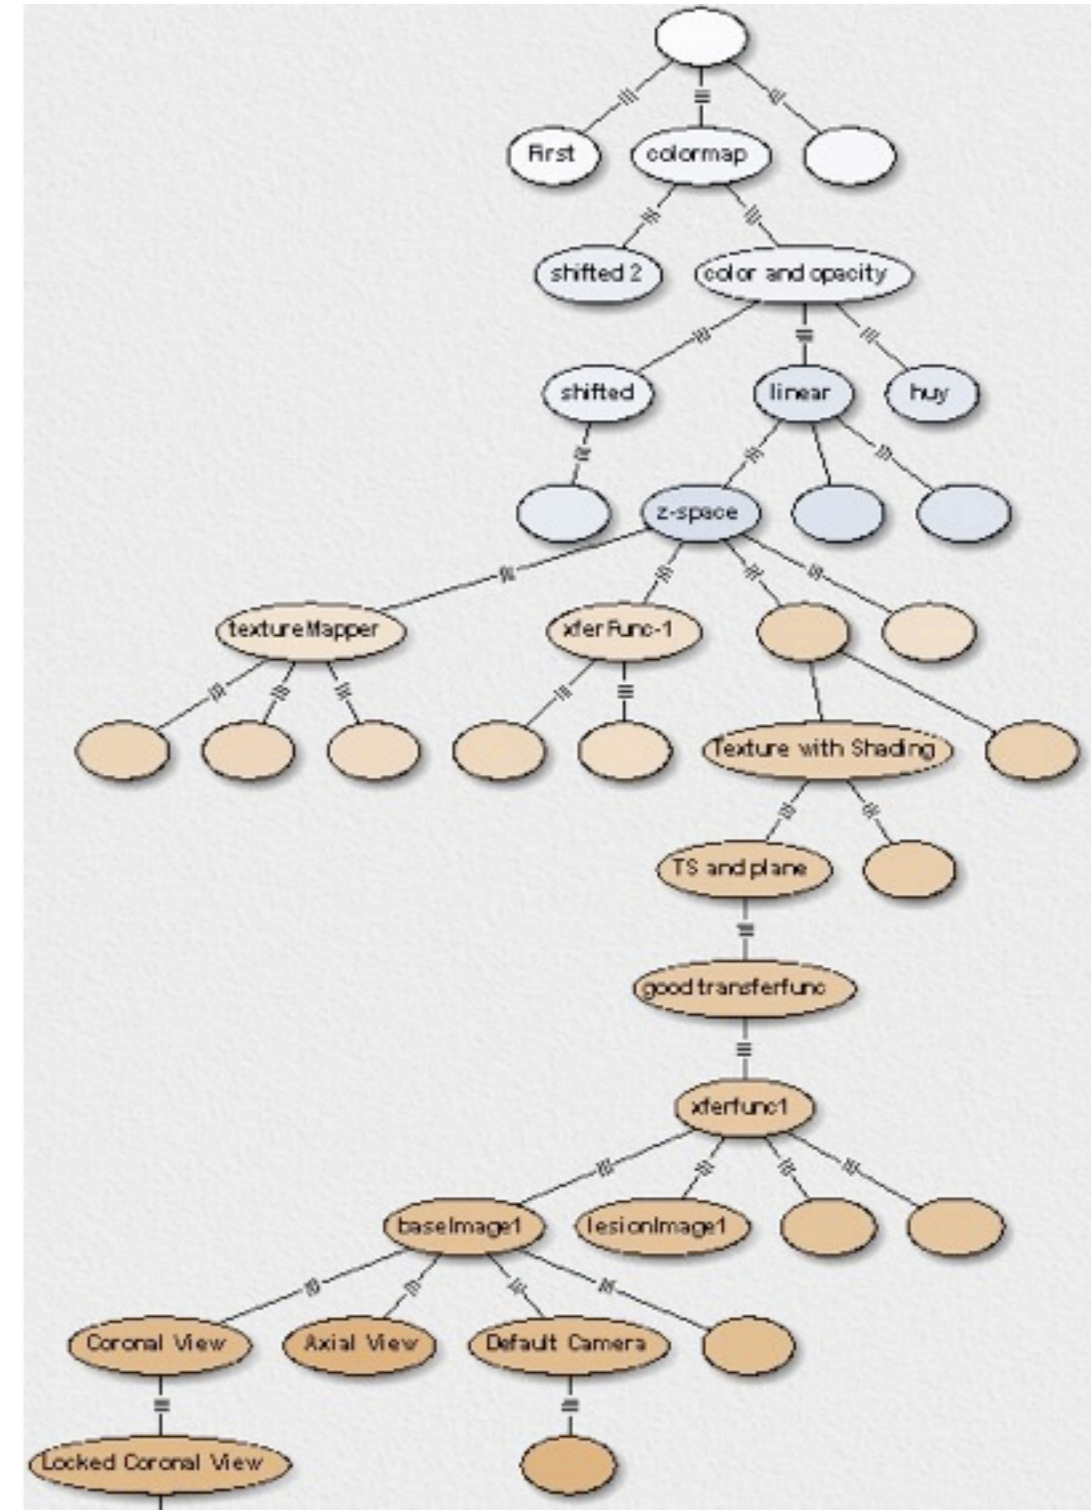 First
colormap
shifted 2
color and opacity
shifted
linear
huy
z-space
textureMapper
xferFunc-1
Texture with Shading
TS and plane
good transferfunc
xferfunc1
baseImage1
lesionImage1
Coronal View
Axial View
Default Camera
Locked Coronal View